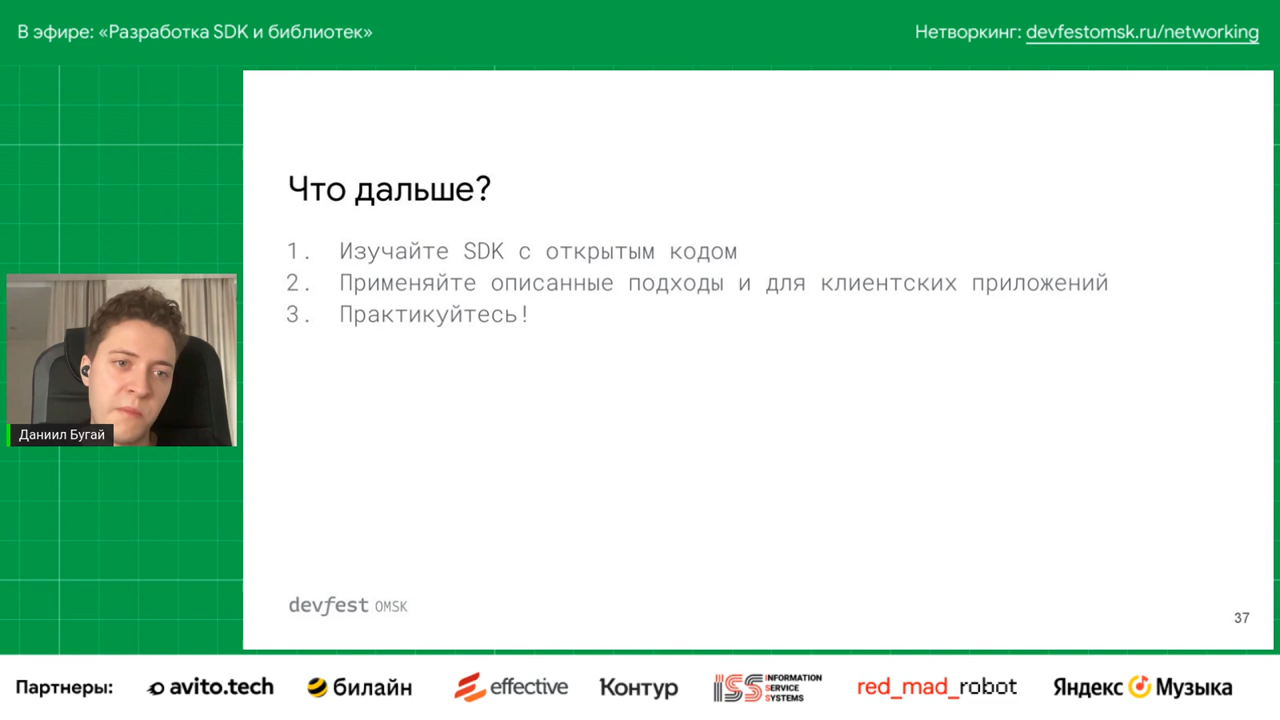 В эфире: «Разработка SDK и библиотек»
Нетворкинг: devfestomsk.ru/networking
Что дальше?
1. Изучайте SDK с открытым кодом
2. Применяйте описанные подходы и для клиентских приложений
3. Практикуйтесь!
Даниил Бугай
devfest OMSK
37
Партнеры: avito.tech билайн effective Контур ISS INFORMATION SERVICE SYSTEMS red_mad_robot Яндекс Музыка